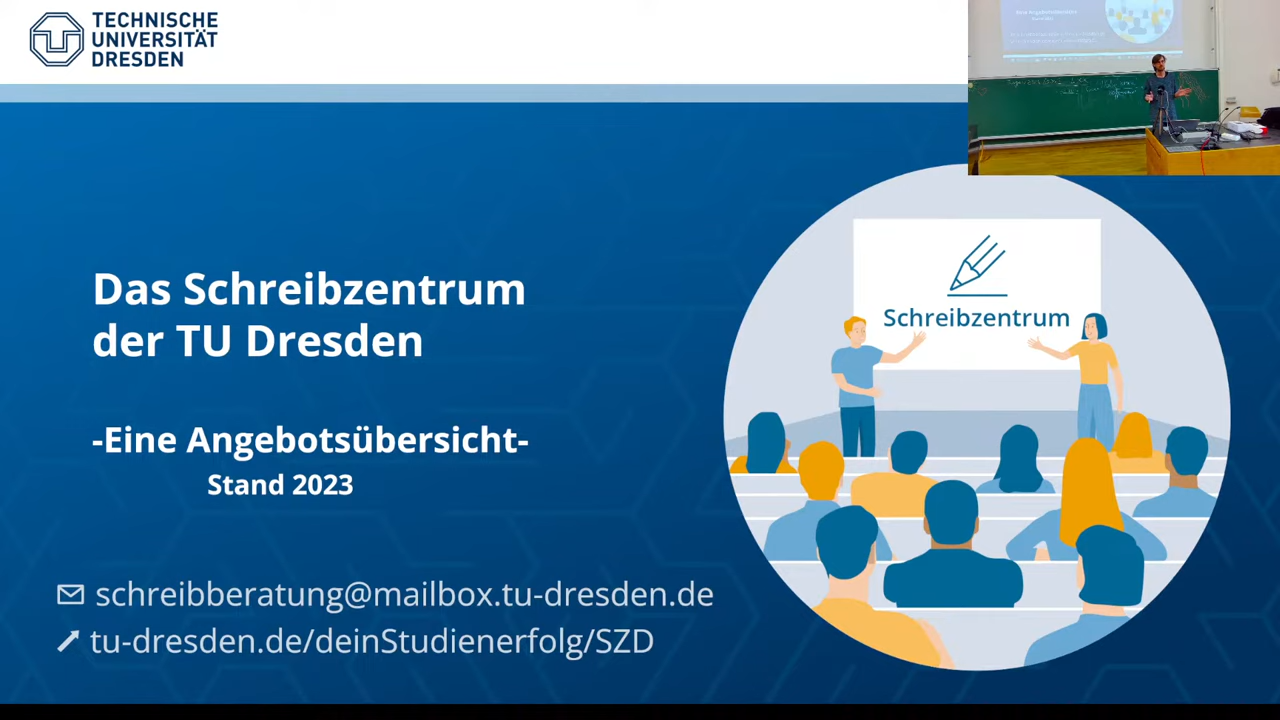 TECHNISCHE
UNIVERSITÄT
DRESDEN
Das Schreibzentrum
der TU Dresden
-Eine Angebotsübersicht-
Stand 2023
schreibberatung@mailbox.tu-dresden.de
tu-dresden.de/deinStudienerfolg/SZD
Schreibzentrum